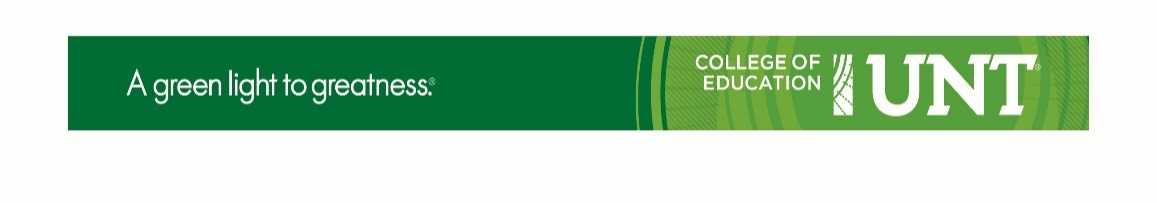 A green light to greatness.®
COLLEGE OF
EDUCATION
UNT®